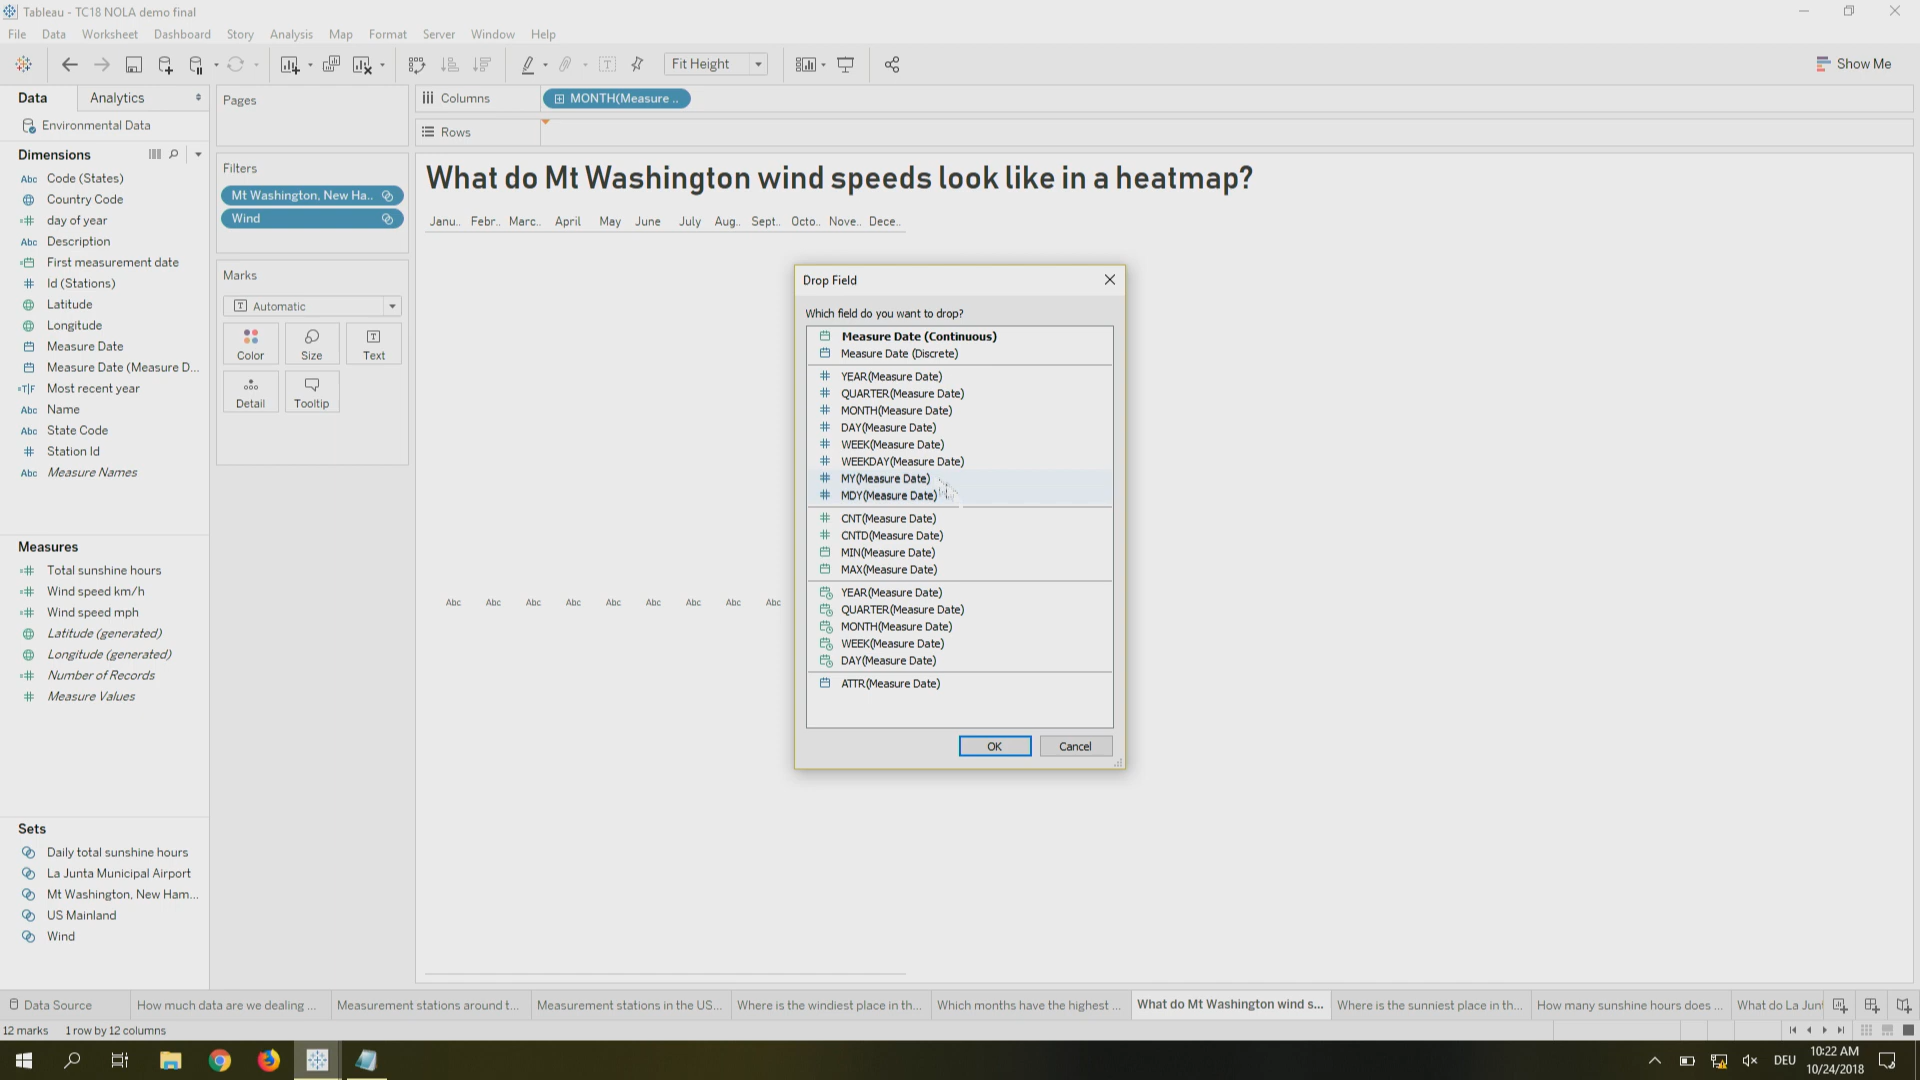 Tableau - TC18 NOLA demo final
File Data Worksheet Dashboard Story Analysis Map Format Server Window Help
Fit Height
Show Me
Data Analytics
Environmental Data
Dimensions
Abc Code (States)
Country Code
day of year
Abc Description
First measurement date
Id (Stations)
Latitude
Longitude
Measure Date
Measure Date (Measure D...
Most recent year
Abc Name
Abc State Code
Station Id
Abc Measure Names
Measures
Total sunshine hours
Wind speed km/h
Wind speed mph
Latitude (generated)
Longitude (generated)
Number of Records
Measure Values
Sets
Daily total sunshine hours
La Junta Municipal Airport
Mt Washington, New Ham...
US Mainland
Wind
Pages
Filters
Mt Washington, New Ha..
Wind
Marks
Automatic
Color Size Text
Detail Tooltip
Columns MONTH(Measure ..
Rows
What do Mt Washington wind speeds look like in a heatmap?
Janu.. Febr.. Marc.. April May June July Aug.. Sept.. Octo.. Nove.. Dece..
Abc Abc Abc Abc Abc Abc Abc Abc Abc
Drop Field
Which field do you want to drop?
Measure Date (Continuous)
Measure Date (Discrete)
YEAR(Measure Date)
QUARTER(Measure Date)
MONTH(Measure Date)
DAY(Measure Date)
WEEK(Measure Date)
WEEKDAY(Measure Date)
MY(Measure Date)
MDY(Measure Date)
CNT(Measure Date)
CNTD(Measure Date)
MIN(Measure Date)
MAX(Measure Date)
YEAR(Measure Date)
QUARTER(Measure Date)
MONTH(Measure Date)
WEEK(Measure Date)
DAY(Measure Date)
ATTR(Measure Date)
OK Cancel
Data Source How much data are we dealing ... Measurement stations around t... Measurement stations in the US... Where is the windiest place in th... Which months have the highest ... What do Mt Washington wind s... Where is the sunniest place in th... How many sunshine hours does ... What do La Jun
12 marks 1 row by 12 columns
DEU
10:22 AM
10/24/2018